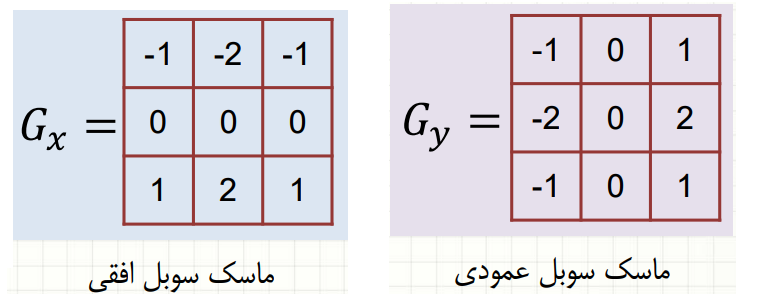 Gx = -1 -2 -1
0 0 0
1 2 1
ماسک سوبل افقی
Gy = -1 0 1
-2 0 2
-1 0 1
ماسک سوبل عمودی